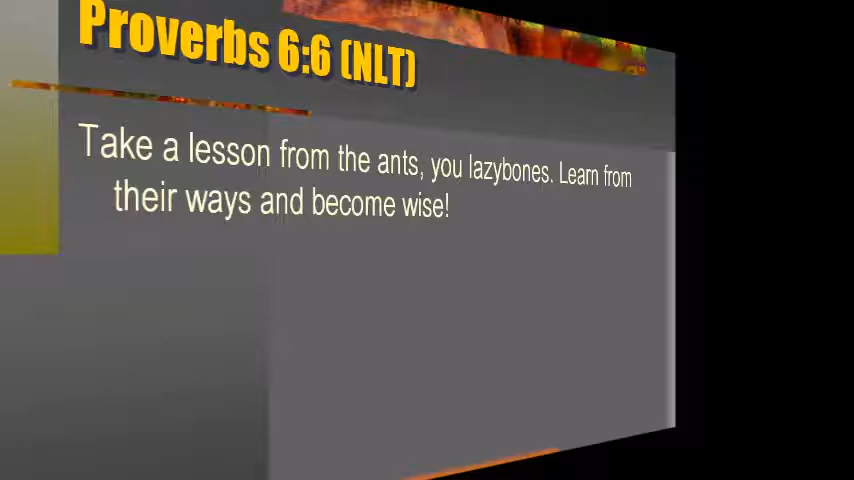 Proverbs 6:6 (NLT)
Take a lesson from the ants, you lazybones. Learn from
their ways and become wise!